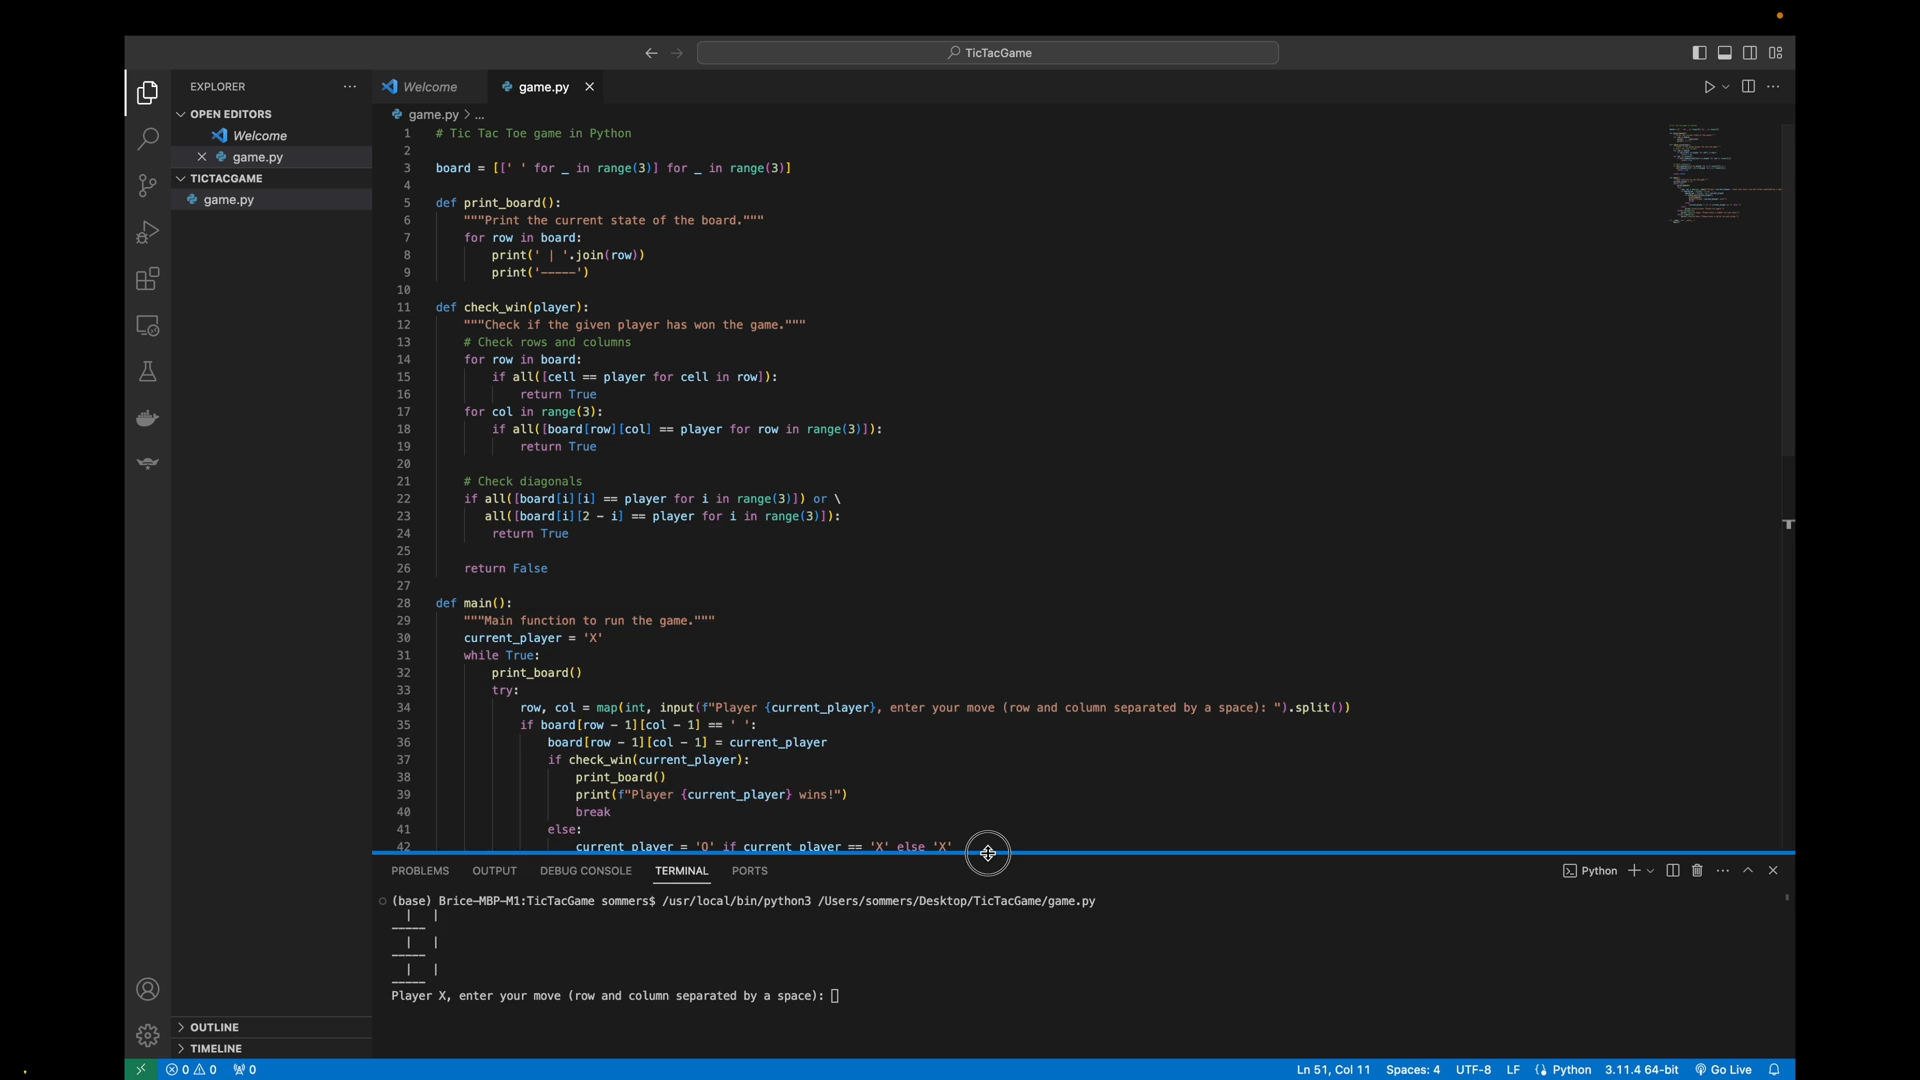 TicTacGame
EXPLORER
OPEN EDITORS
Welcome
game.py
TICTACGAME
game.py
OUTLINE
TIMELINE
Welcome
game.py
game.py > ...
1 # Tic Tac Toe game in Python
2
3 board = [[' ' for _ in range(3)] for _ in range(3)]
4
5 def print_board():
6 """Print the current state of the board."""
7 for row in board:
8 print(' | '.join(row))
9 print('-----')
10
11 def check_win(player):
12 """Check if the given player has won the game."""
13 # Check rows and columns
14 for row in board:
15 if all([cell == player for cell in row]):
16 return True
17 for col in range(3):
18 if all([board[row][col] == player for row in range(3)]):
19 return True
20
21 # Check diagonals
22 if all([board[i][i] == player for i in range(3)]) or \
23 all([board[i][2 - i] == player for i in range(3)]):
24 return True
25
26 return False
27
28 def main():
29 """Main function to run the game."""
30 current_player = 'X'
31 while True:
32 print_board()
33 try:
34 row, col = map(int, input(f"Player {current_player}, enter your move (row and column separated by a space): ").split())
35 if board[row - 1][col - 1] == ' ':
36 board[row - 1][col - 1] = current_player
37 if check_win(current_player):
38 print_board()
39 print(f"Player {current_player} wins!")
40 break
41 else:
42 current_player = 'O' if current_player == 'X' else 'X'
PROBLEMS OUTPUT DEBUG CONSOLE TERMINAL PORTS
Python
(base) Brice-MBP-M1:TicTacGame sommers$ /usr/local/bin/python3 /Users/sommers/Desktop/TicTacGame/game.py
| |
-----
| |
-----
| |
-----
Player X, enter your move (row and column separated by a space):
0 0 0 Ln 51, Col 11 Spaces: 4 UTF-8 LF Python 3.11.4 64-bit Go Live